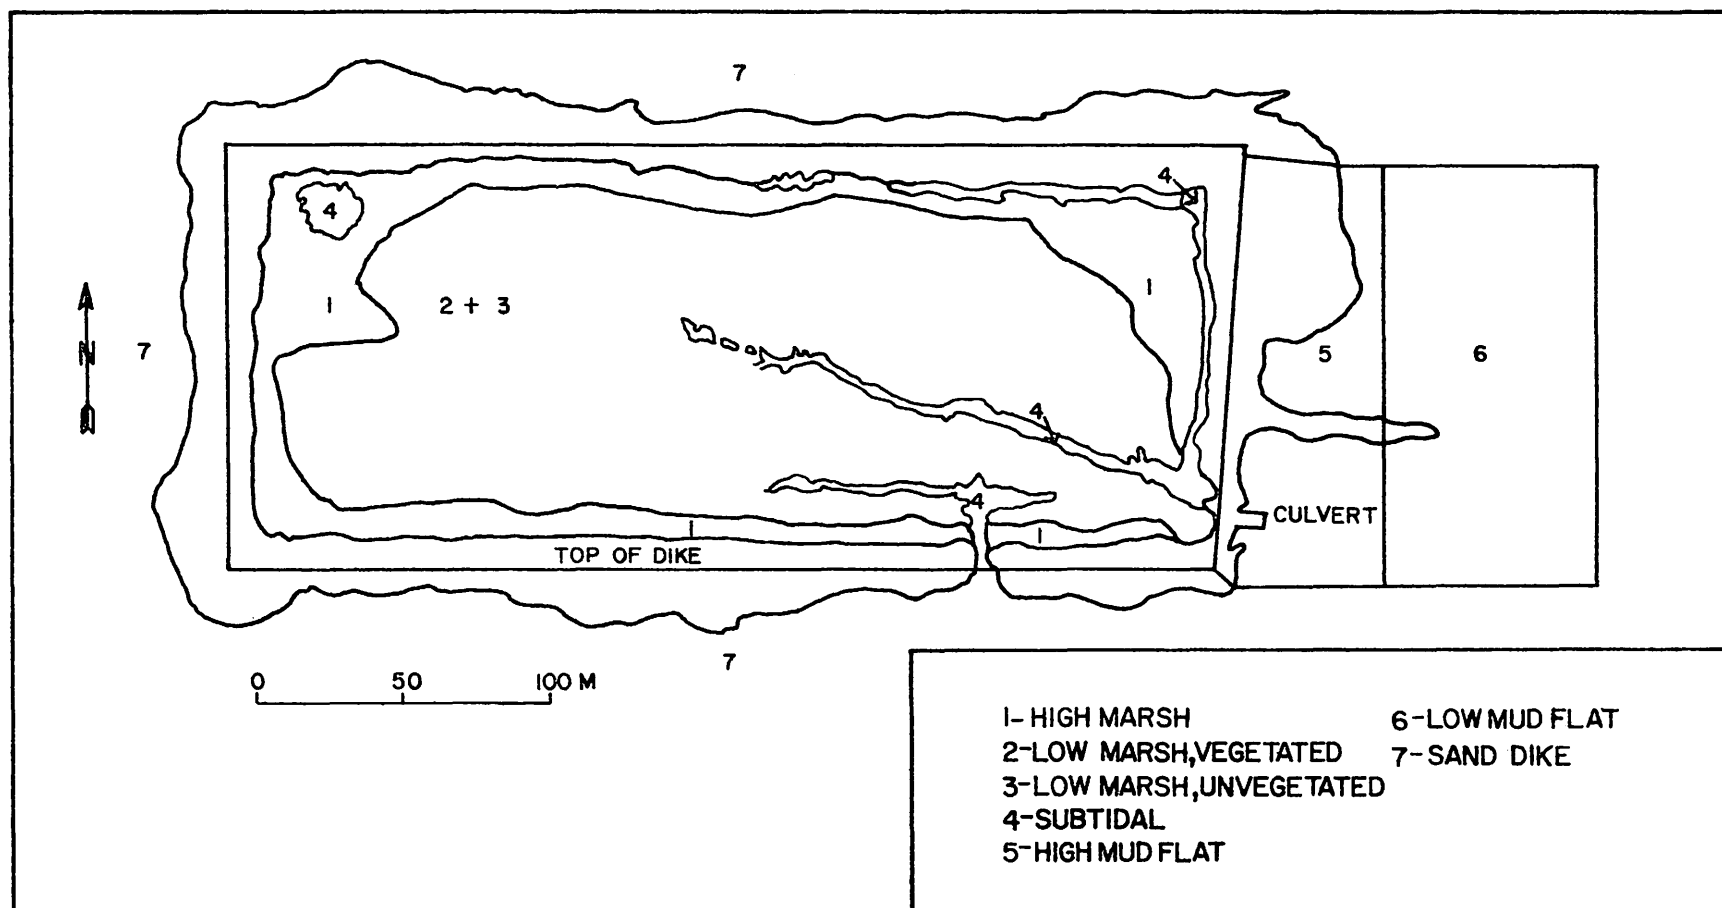 7
4
4
1
1
2 + 3
N
7
5
6
4
4
CULVERT
1
1
TOP OF DIKE
7
0 50 100 M
1-HIGH MARSH
2-LOW MARSH,VEGETATED
3-LOW MARSH,UNVEGETATED
4-SUBTIDAL
5-HIGH MUD FLAT
6-LOW MUD FLAT
7-SAND DIKE